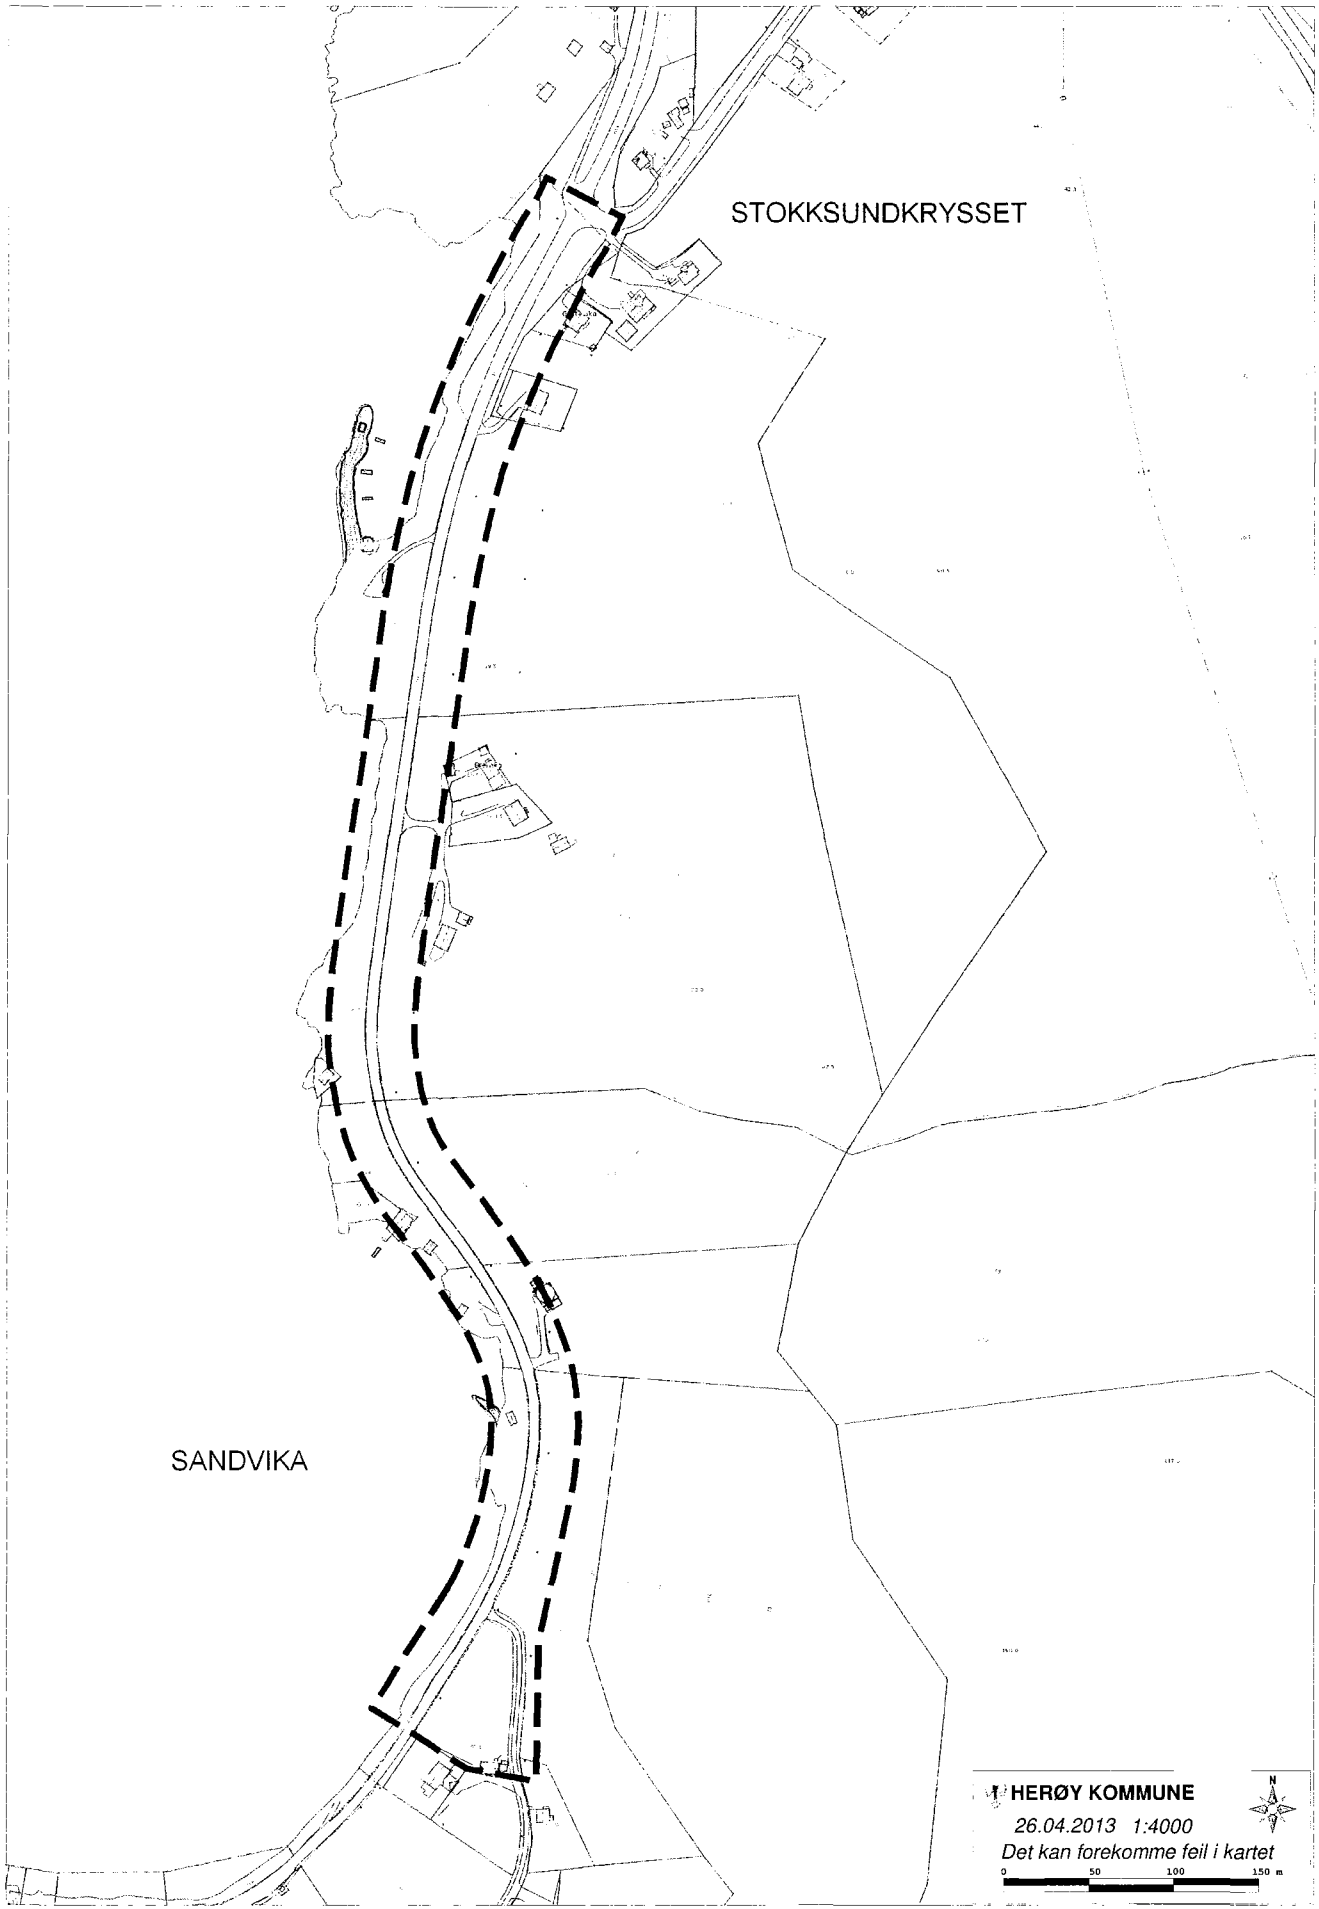 STOKKSUNDKRYSSET
SANDVIKA
HERØY KOMMUNE
N
26.04.2013 1:4000
Det kan forekomme feil i kartet
0 50 100 150 m